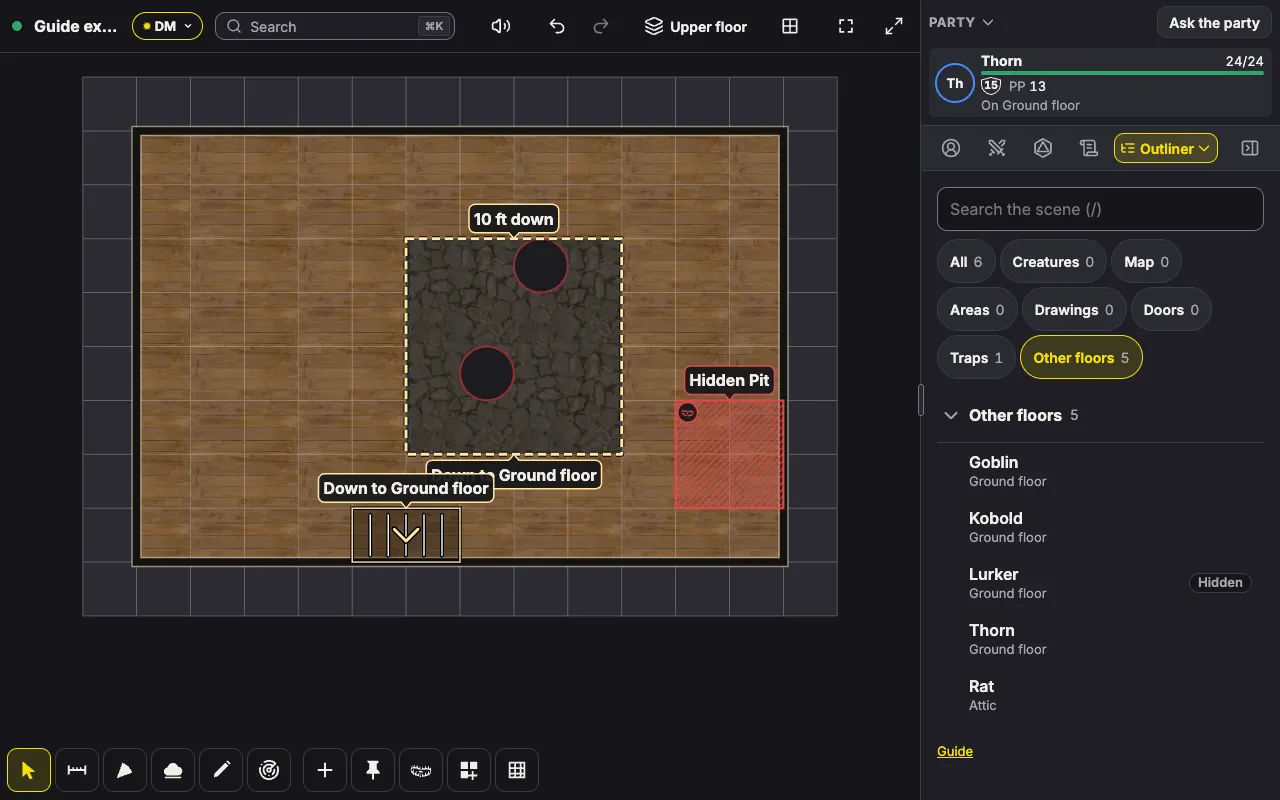 Guide ex...
DM
Search
⌘K
Upper floor
PARTY
Ask the party
Th
Thorn
24/24
15
PP 13
On Ground floor
Outliner
Search the scene (/)
All 6
Creatures 0
Map 0
Areas 0
Drawings 0
Doors 0
Traps 1
Other floors 5
Other floors 5
Goblin
Ground floor
Kobold
Ground floor
Lurker
Ground floor
Hidden
Thorn
Ground floor
Rat
Attic
Guide
10 ft down
Hidden Pit
Down to Ground floor
Down to Ground floor